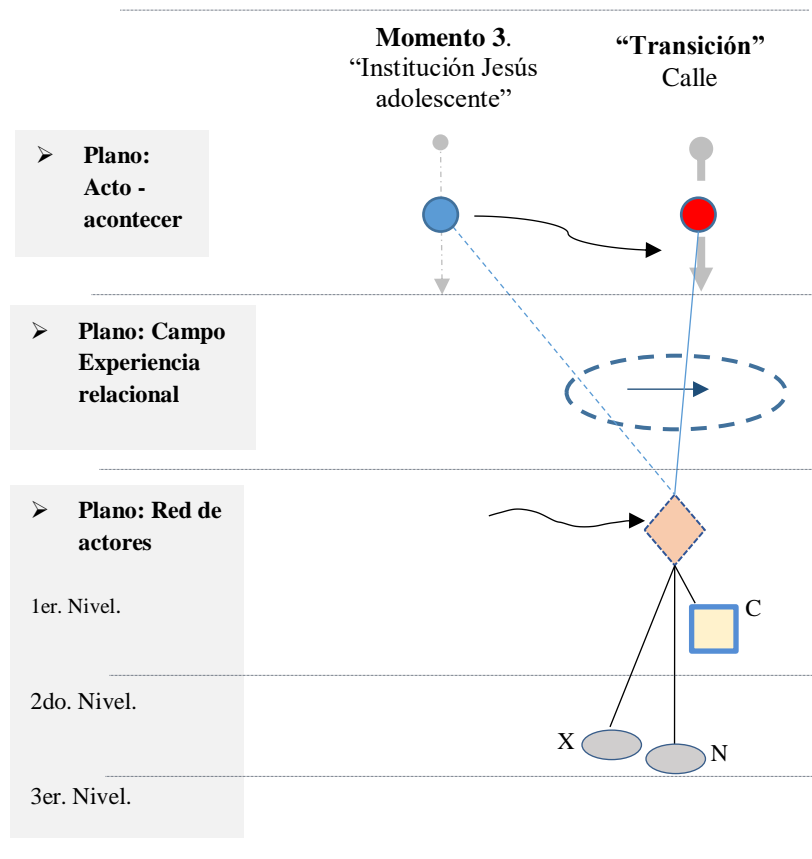 Momento 3.
“Institución Jesús
adolescente”
“Transición”
Calle
➢ Plano:
Acto -
acontecer
➢ Plano: Campo
Experiencia
relacional
➢ Plano: Red de
actores
1er. Nivel.
C
2do. Nivel.
X
N
3er. Nivel.